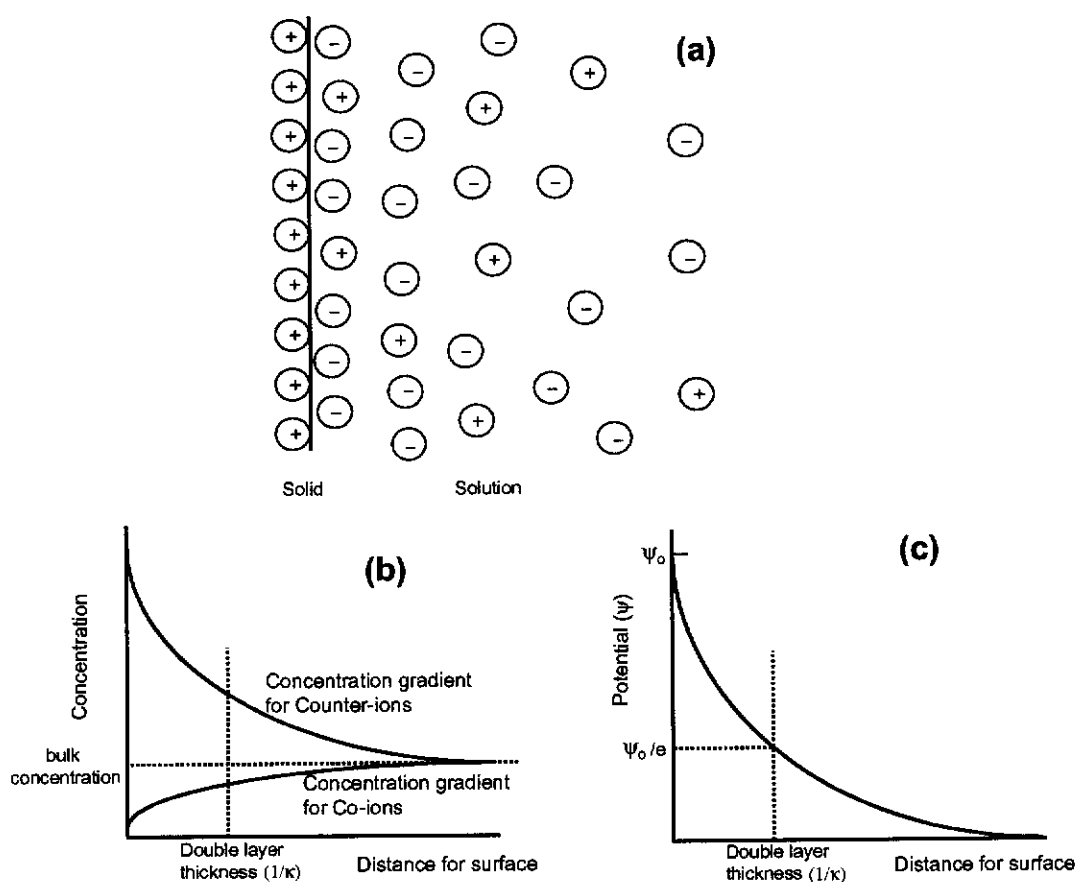 (a)
Solid
Solution
(b)
Concentration
Concentration gradient
for Counter-ions
bulk
concentration
Concentration gradient
for Co-ions
Double layer
thickness (1/κ)
Distance for surface
(c)
Potential (ψ)
ψo
ψo/e
Double layer
thickness (1/κ)
Distance for surface